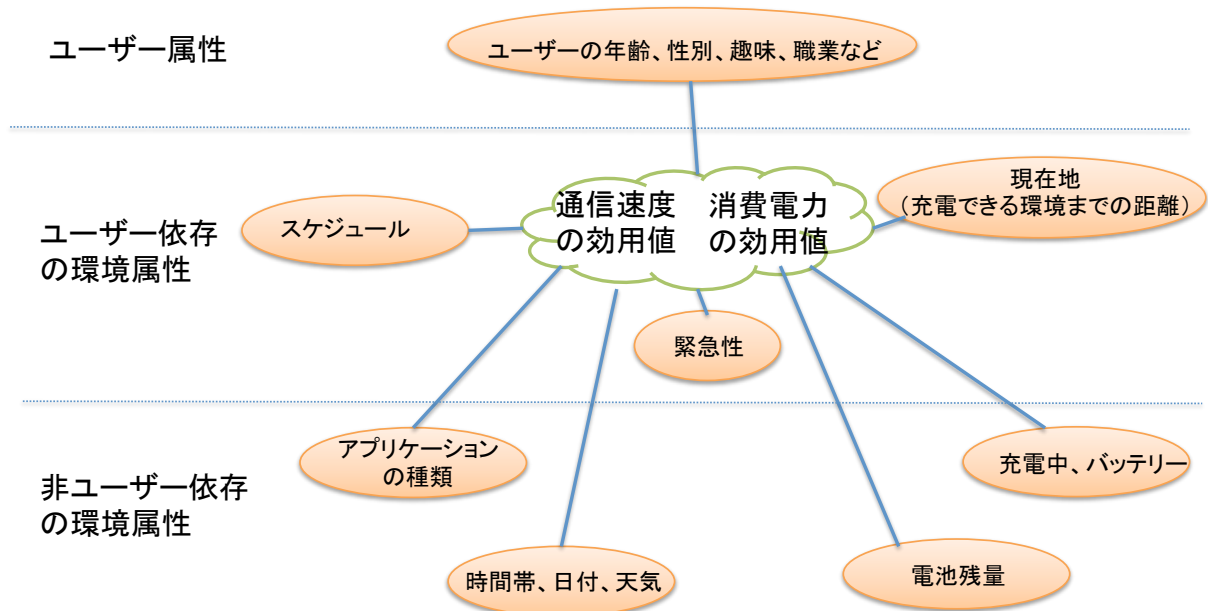 ユーザー属性
ユーザーの年齢、性別、趣味、職業など
ユーザー依存
の環境属性
スケジュール
通信速度
の効用値
消費電力
の効用値
現在地
（充電できる環境までの距離）
緊急性
非ユーザー依存
の環境属性
アプリケーション
の種類
充電中、バッテリー
時間帯、日付、天気
電池残量